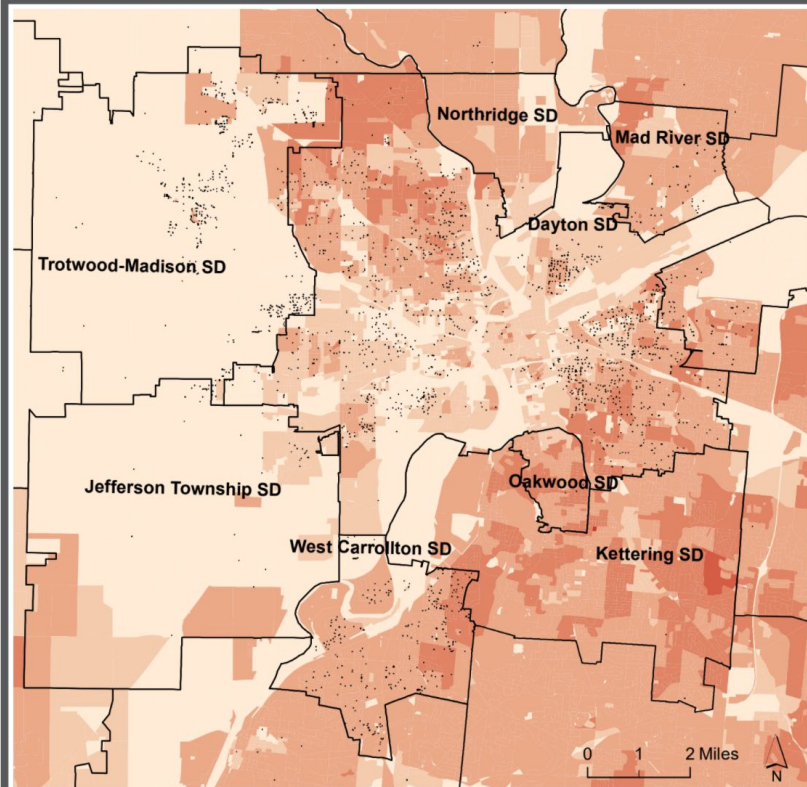 Northridge SD
Mad River SD
Dayton SD
Trotwood-Madison SD
Jefferson Township SD
Oakwood SD
West Carrollton SD
Kettering SD
0 1 2 Miles
N